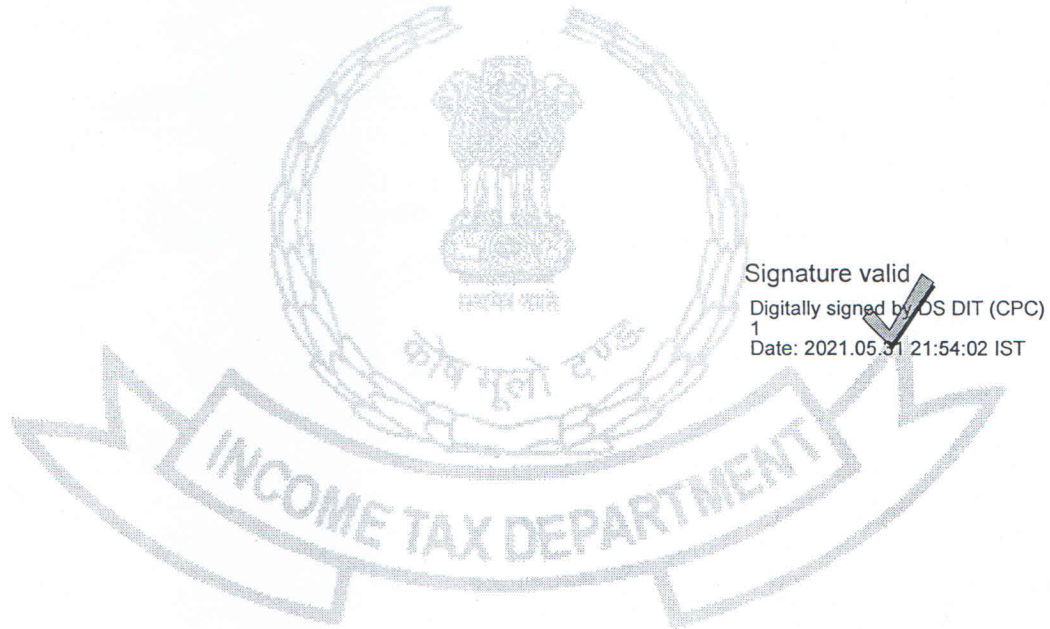 Signature valid
Digitally signed by DS DIT (CPC)
1
Date: 2021.05.31 21:54:02 IST
सत्यमेव जयते
कोष मूलो दण्ड
INCOME TAX DEPARTMENT